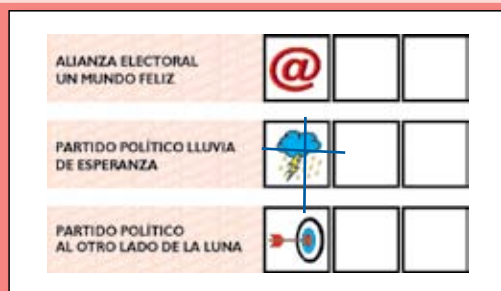 ALIANZA ELECTORAL
UN MUNDO FELIZ
@
PARTIDO POLÍTICO LLUVIA
DE ESPERANZA
PARTIDO POLÍTICO
AL OTRO LADO DE LA LUNA